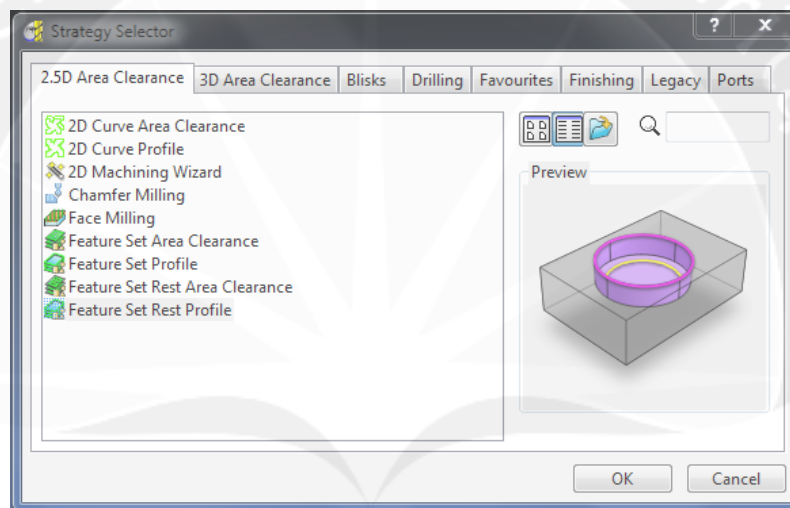 Strategy Selector
? X
2.5D Area Clearance 3D Area Clearance Blisks Drilling Favourites Finishing Legacy Ports
2D Curve Area Clearance
2D Curve Profile
2D Machining Wizard
Chamfer Milling
Face Milling
Feature Set Area Clearance
Feature Set Profile
Feature Set Rest Area Clearance
Feature Set Rest Profile
Preview
OK Cancel